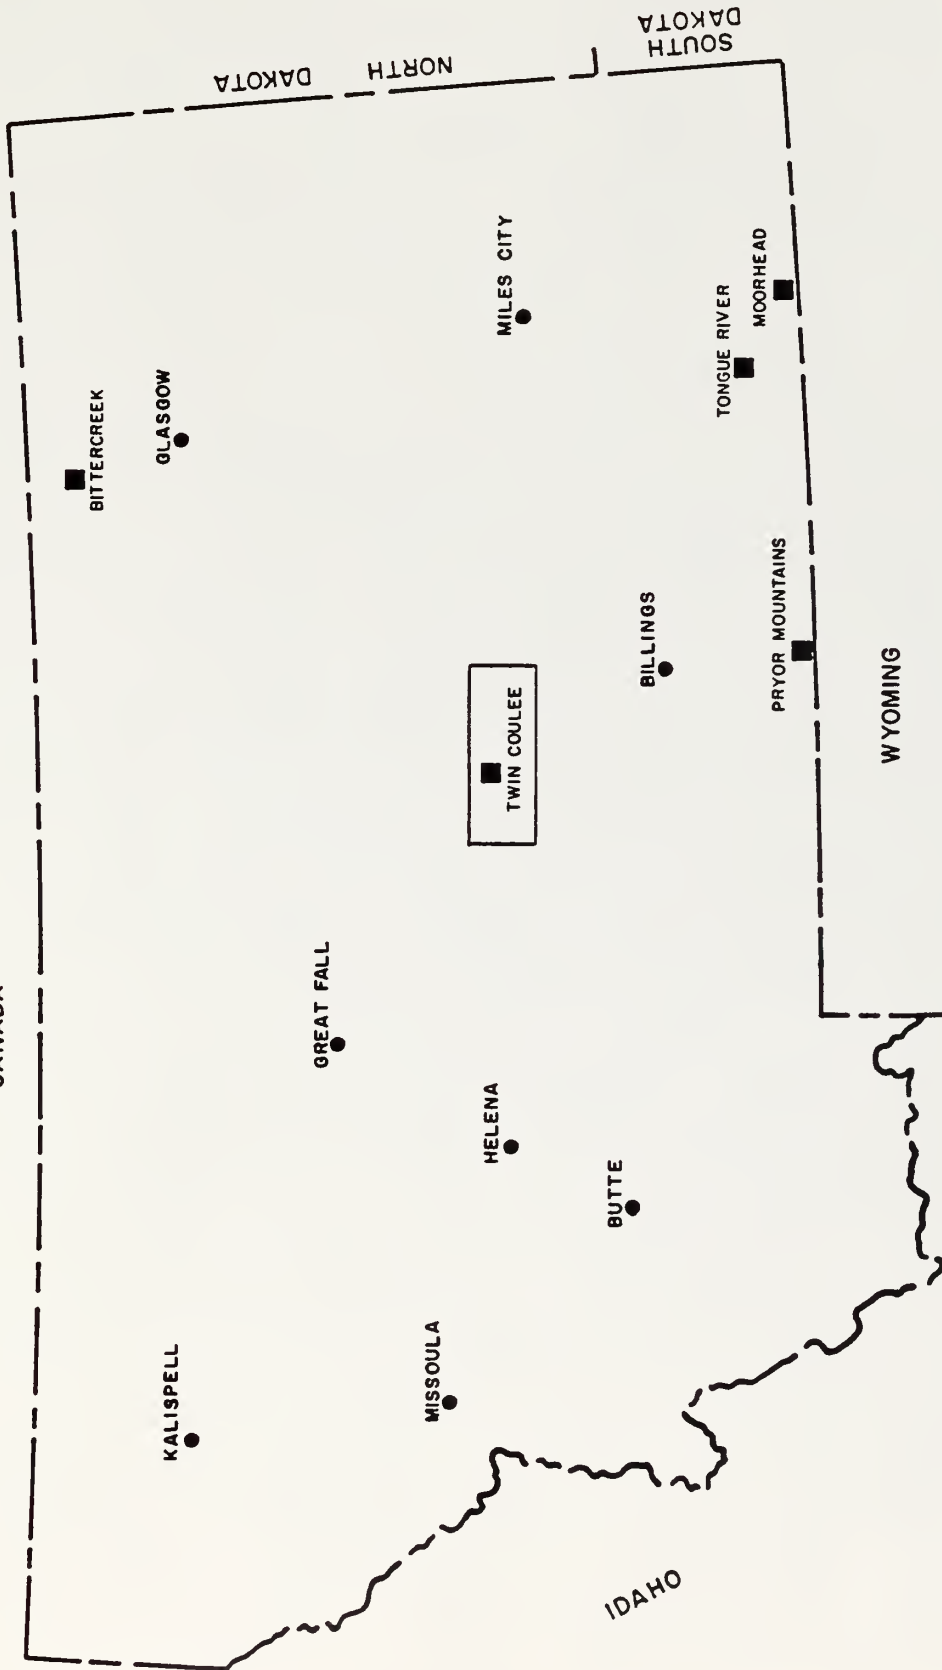 CANADA
NORTH
DAKOTA
SOUTH
DAKOTA
BITTERCREEK
GLASGOW
KALISPELL
GREAT FALL
MILES CITY
MISSOULA
HELENA
TWIN COULEE
BUTTE
BILLINGS
TONGUE RIVER
MOORHEAD
PRYOR MOUNTAINS
IDAHO
WYOMING